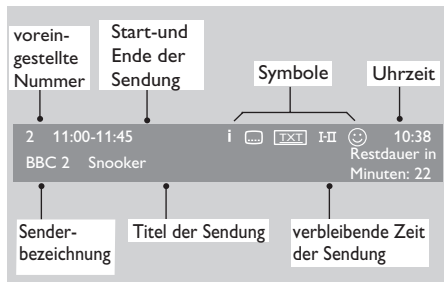 vorein-
gestellte
Nummer
Start-und
Ende der
Sendung
Symbole
Uhrzeit
2 11:00-11:45 i TXT I-II 10:38
BBC 2 Snooker Restdauer in
Minuten: 22
Sender-
bezeichnung
Titel der Sendung
verbleibende Zeit
der Sendung